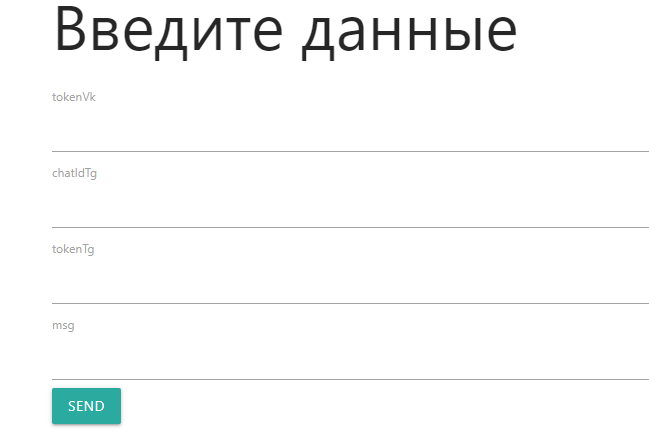 Введите данные
tokenVk
chatIdTg
tokenTg
msg
SEND